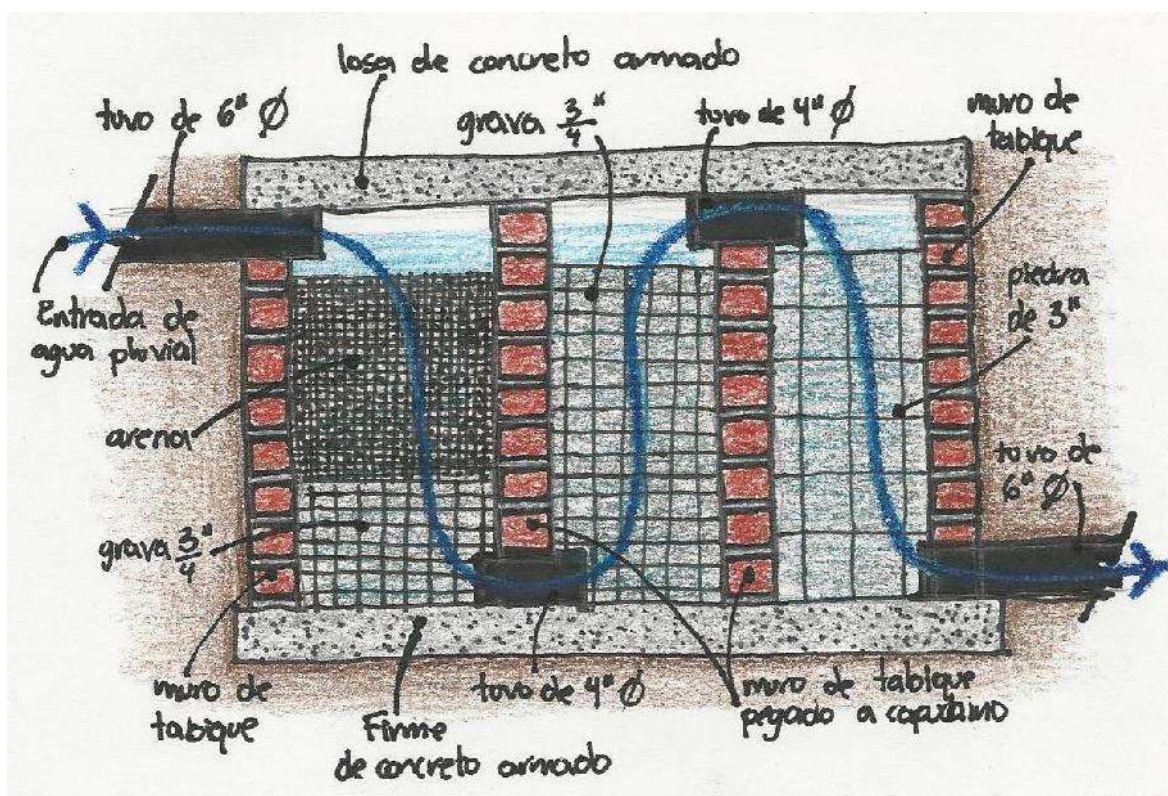 losa de concreto armado
tuvo de 6" Ø
grava 3/4"
tuvo de 4" Ø
muro de
tabique
Entrada de
agua pluvial
piedra
de 3"
arena
tuvo de
6" Ø
grava 3/4"
muro de
tabique
Firme
de concreto armado
tuvo de 4" Ø
muro de tabique
pegado a capuxino